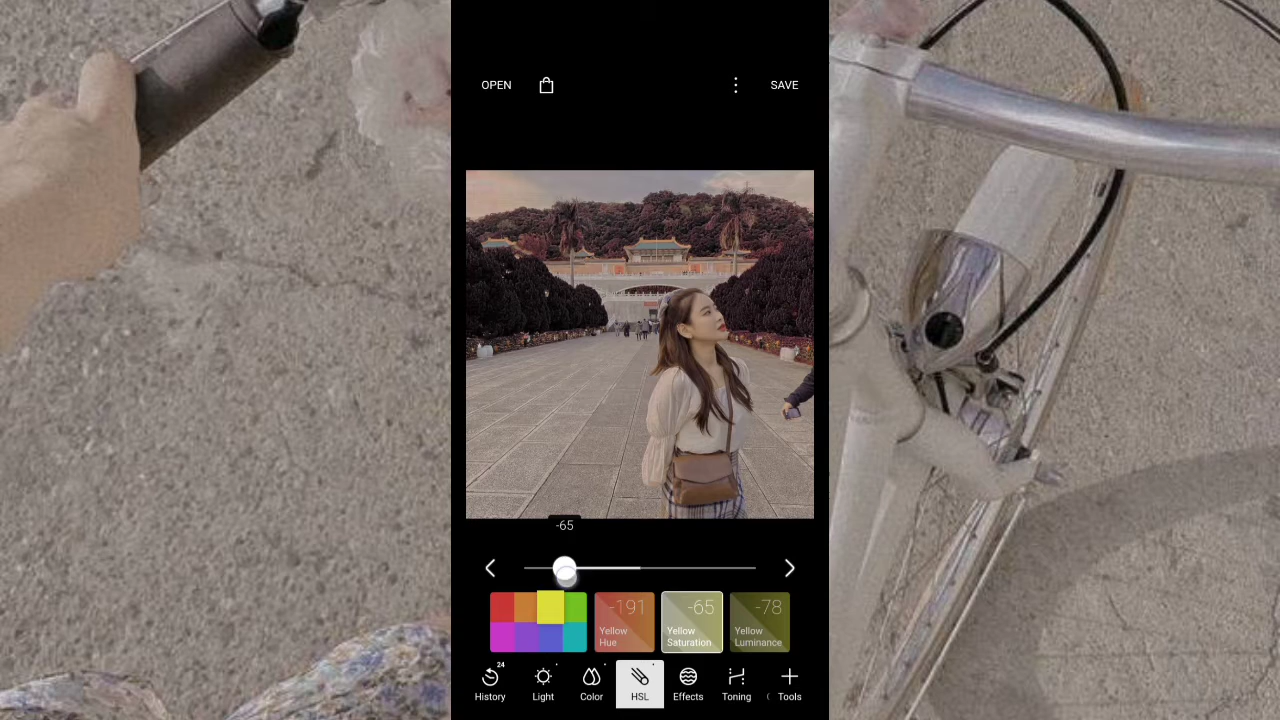 OPEN
SAVE
-65
-191
Yellow
Hue
-65
Yellow
Saturation
-78
Yellow
Luminance
24
History
Light
Color
HSL
Effects
Toning
Tools